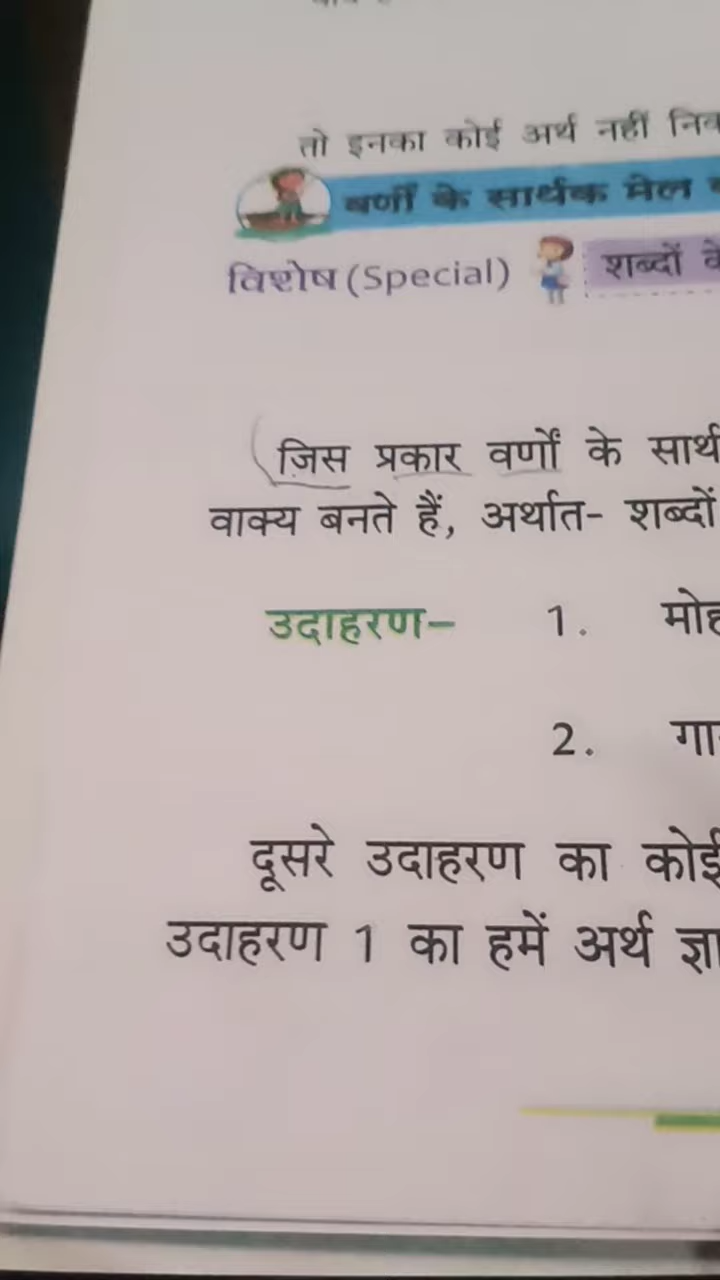 तो इनका कोई अर्थ नहीं
वर्णों के सार्थक मेल
विशेष (Special) शब्दों
जिस प्रकार वर्णों के
वाक्य बनते हैं, अर्थात- शब्दों
उदाहरण– 1.
2.
दूसरे उदाहरण का कोई
उदाहरण 1 का हमें अर्थ